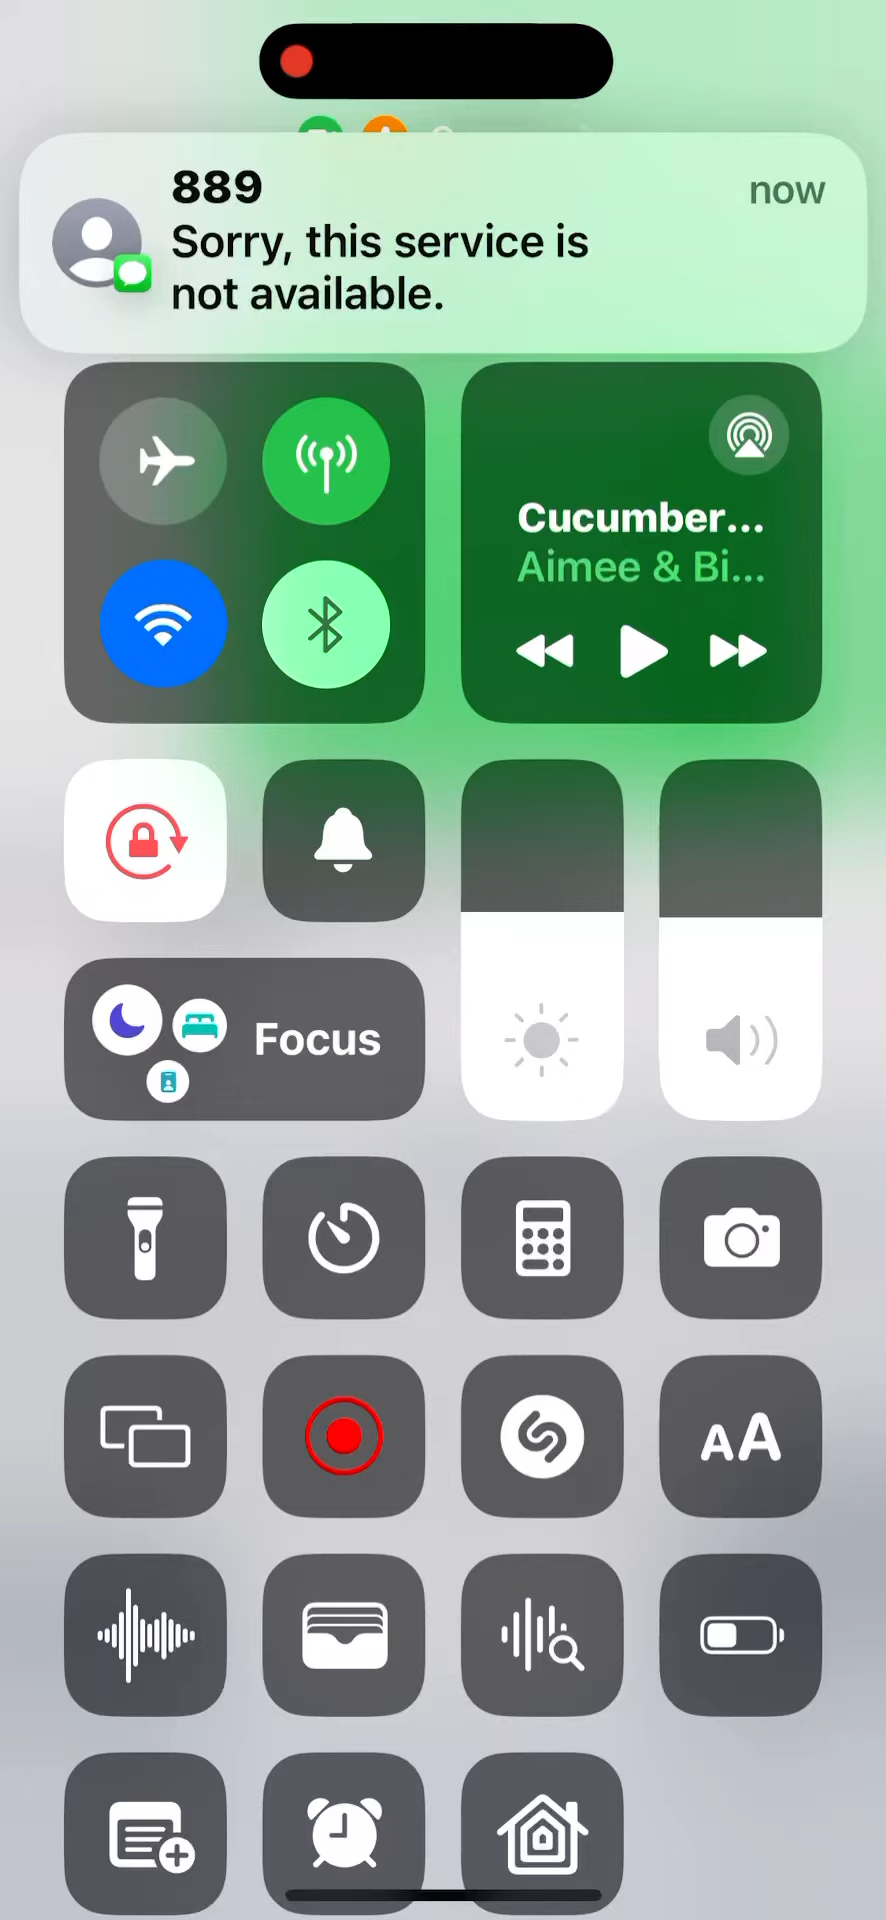 889
now
Sorry, this service is
not available.
Cucumber...
Aimee & Bi...
Focus
AA